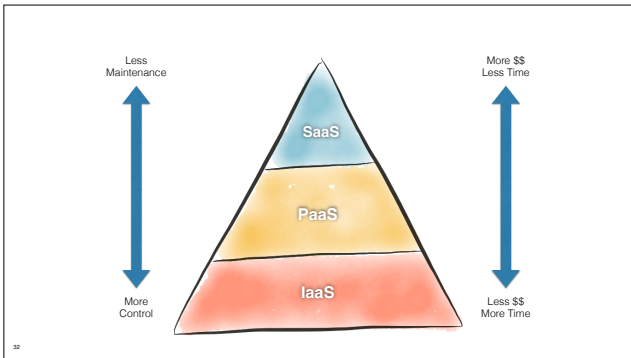 Less
Maintenance
More $$
Less Time
SaaS
PaaS
IaaS
More
Control
Less $$
More Time
32